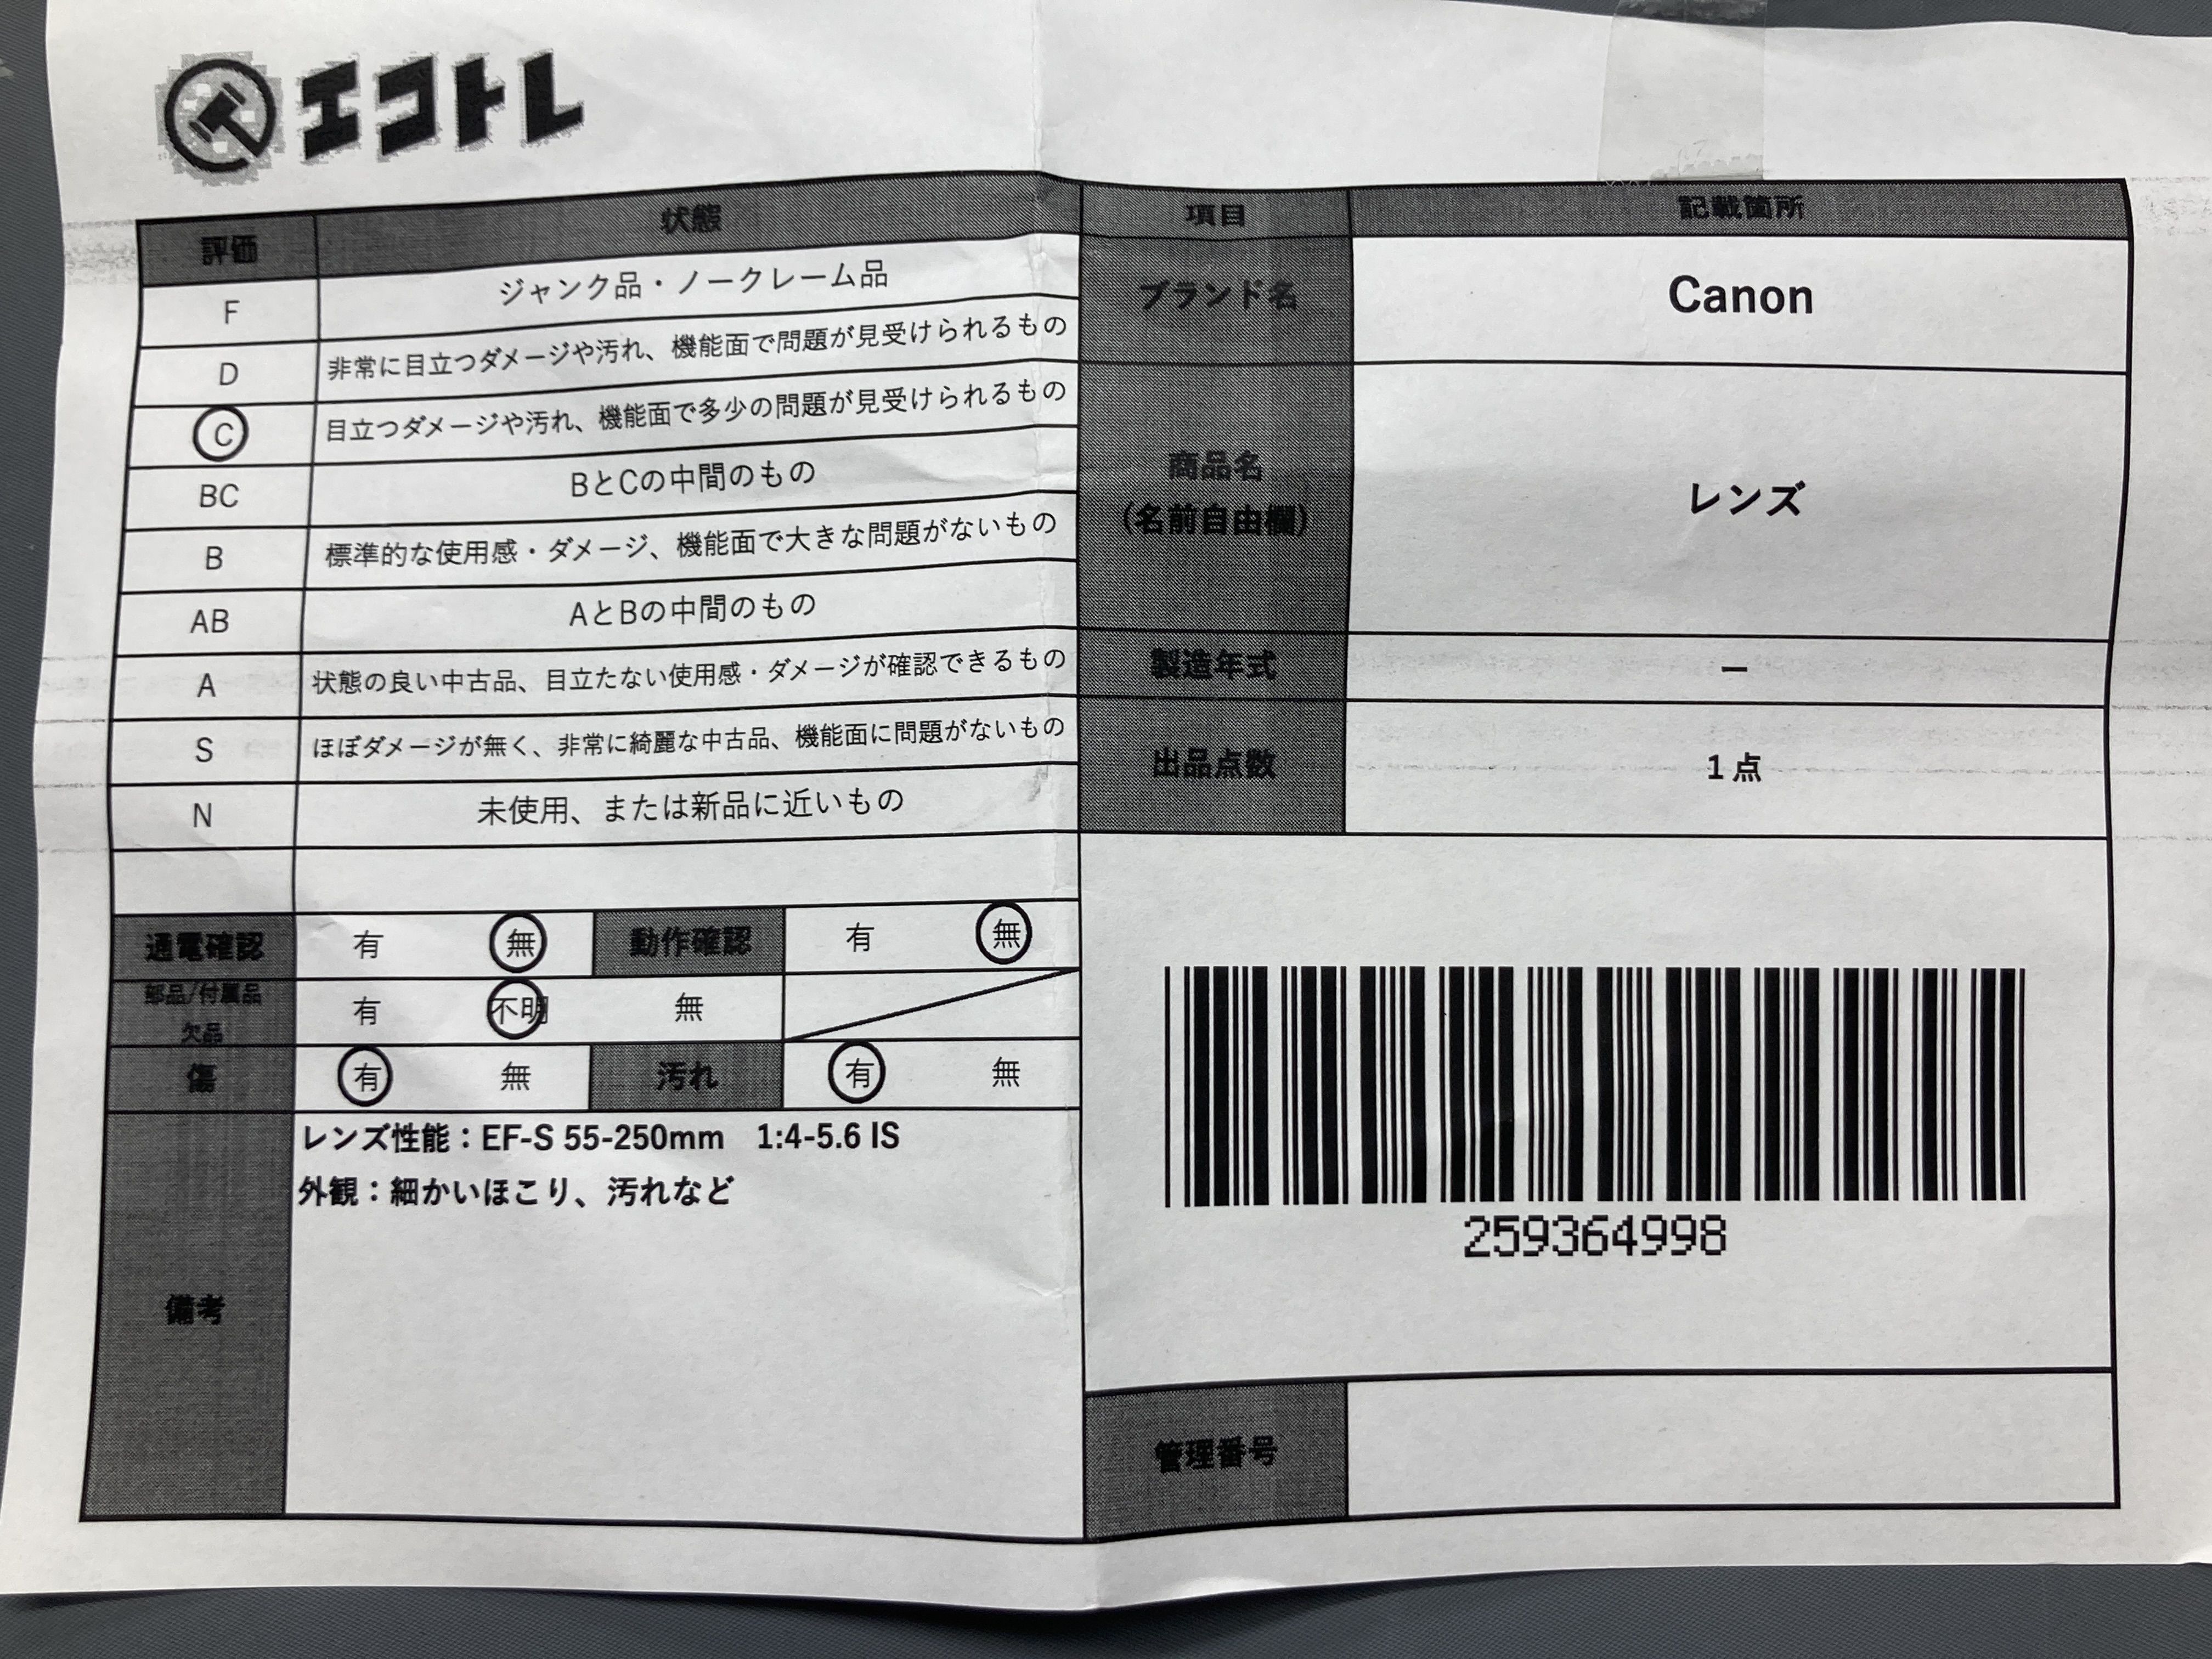 エコトレ
評価 状態
F ジャンク品・ノークレーム品
D 非常に目立つダメージや汚れ、機能面で問題が見受けられるもの
C 目立つダメージや汚れ、機能面で多少の問題が見受けられるもの
BC BとCの中間のもの
B 標準的な使用感・ダメージ、機能面で大きな問題がないもの
AB AとBの中間のもの
A 状態の良い中古品、目立たない使用感・ダメージが確認できるもの
S ほぼダメージが無く、非常に綺麗な中古品、機能面に問題がないもの
N 未使用、または新品に近いもの
通電確認 有 無 動作確認 有 無
部品/付属品
欠品 有 不明 無
傷 有 無 汚れ 有 無
備考
レンズ性能：EF-S 55-250mm　1:4-5.6 IS
外観：細かいほこり、汚れなど
項目 記載箇所
ブランド名 Canon
商品名
(名前自由欄) レンズ
製造年式 ー
出品点数 1点
259364998
管理番号